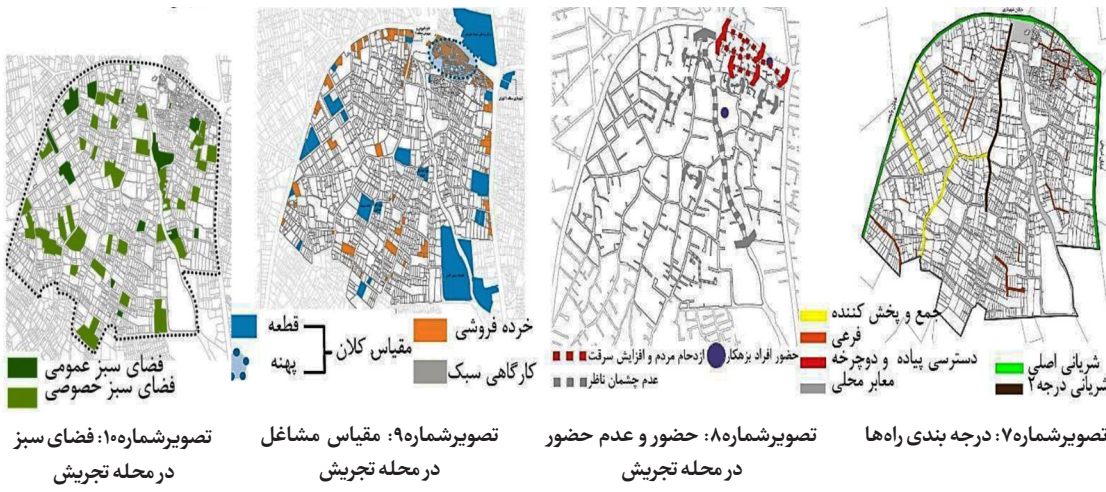 جمع و پخش کننده
فرعی
دسترسی پیاده و دوچرخه
معابر محلی
شریانی اصلی
شریانی درجه ۲
تصویرشماره۷: درجه بندی راه‌ها
ازدحام مردم و افزایش سرقت
حضور افراد بزهکار
عدم چشمان ناظر
تصویرشماره۸: حضور و عدم حضور
در محله تجریش
خرده فروشی
کارگاهی سبک
مقیاس کلان
قطعه
پهنه
تصویرشماره۹: مقیاس مشاغل
در محله تجریش
فضای سبز عمومی
فضای سبز خصوصی
تصویرشماره۱۰: فضای سبز
در محله تجریش